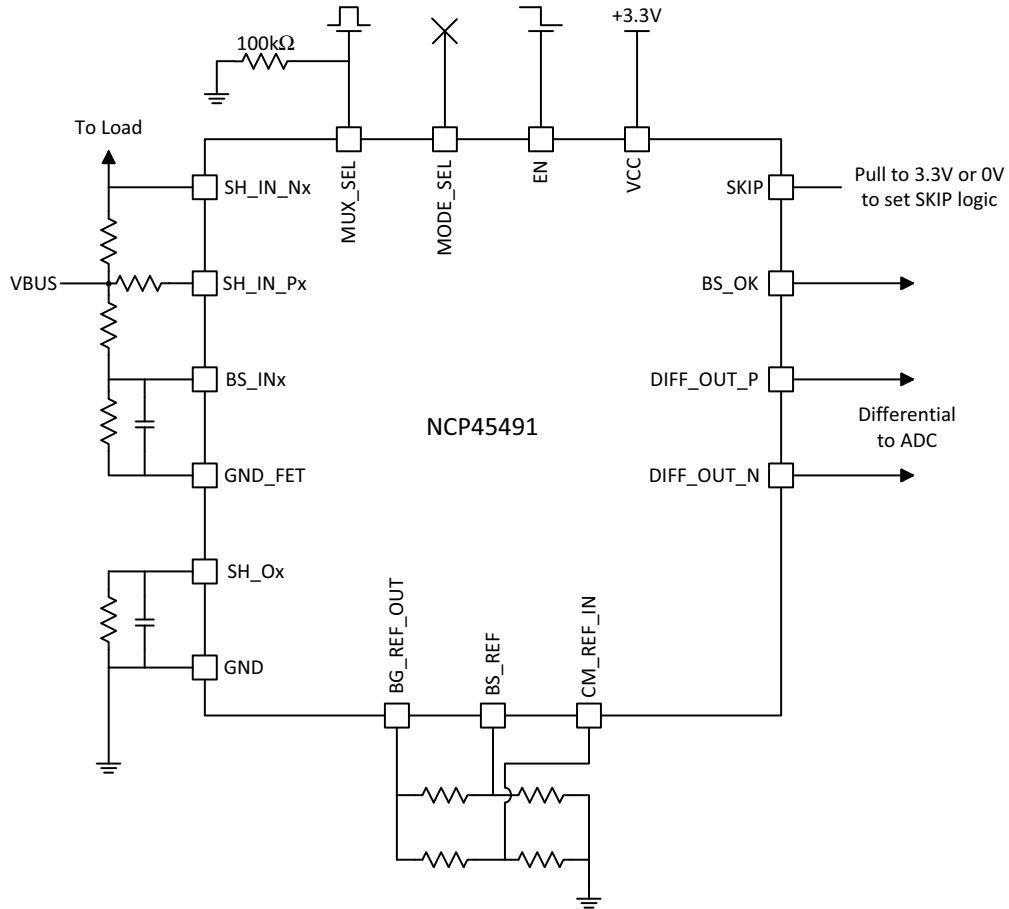 +3.3V
100kΩ
To Load
MUX_SEL
MODE_SEL
EN
VCC
SH_IN_Nx
SKIP
Pull to 3.3V or 0V
to set SKIP logic
VBUS
SH_IN_Px
BS_OK
BS_INx
DIFF_OUT_P
Differential
to ADC
NCP45491
GND_FET
DIFF_OUT_N
SH_Ox
GND
BG_REF_OUT
BS_REF
CM_REF_IN